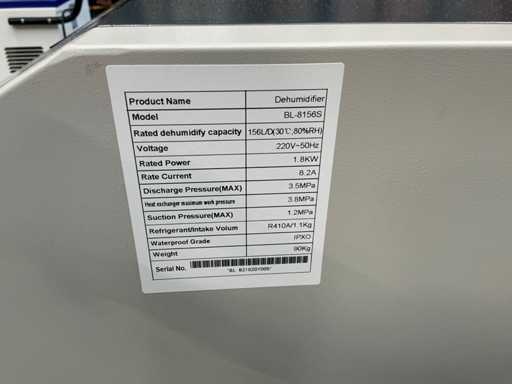 Product Name Dehumidifier
Model BL-8156S
Rated dehumidify capacity 156L/D(30℃,80%RH)
Voltage 220V~50Hz
Rated Power 1.8KW
Rate Current 8.2A
Discharge Pressure(MAX) 3.5MPa
Heat exchanger maximum work pressure 3.8MPa
Suction Pressure(MAX) 1.2MPa
Refrigerant/Intake Volum R410A/1.1Kg
Waterproof Grade IPXO
Weight 90Kg
Serial No.